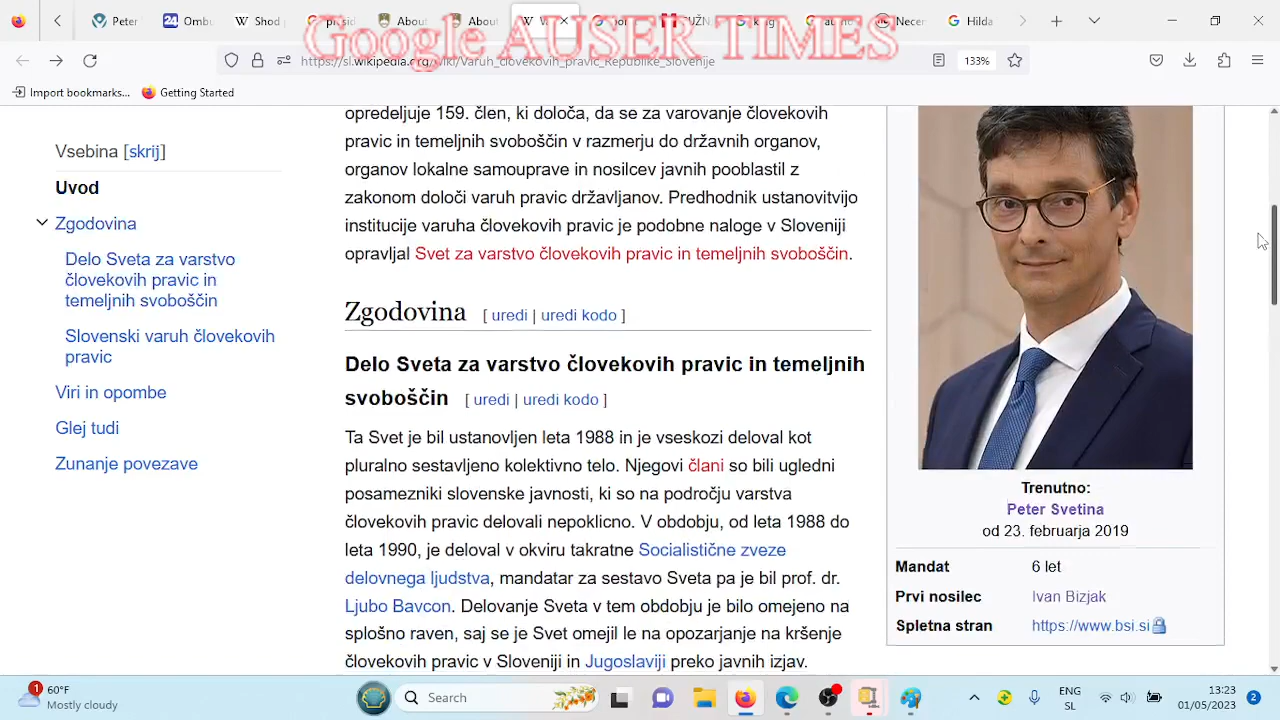 Peter
Ombu
Shod
presid
About
About
W
UŽN
Necer
Hilda
Google AUSER TIMES
https://sl.wikipedia.org/wiki/Varuh_človekovih_pravic_Republike_Slovenije
133%
Import bookmarks...
Getting Started
Vsebina [skrij]
Uvod
Zgodovina
Delo Sveta za varstvo
človekovih pravic in
temeljnih svoboščin
Slovenski varuh človekovih
pravic
Viri in opombe
Glej tudi
Zunanje povezave
opredeljuje 159. člen, ki določa, da se za varovanje človekovih
pravic in temeljnih svoboščin v razmerju do državnih organov,
organov lokalne samouprave in nosilcev javnih pooblastil z
zakonom določi varuh pravic državljanov. Predhodnik ustanovitvijo
institucije varuha človekovih pravic je podobne naloge v Sloveniji
opravljal Svet za varstvo človekovih pravic in temeljnih svoboščin.
Zgodovina [ uredi | uredi kodo ]
Delo Sveta za varstvo človekovih pravic in temeljnih
svoboščin [ uredi | uredi kodo ]
Ta Svet je bil ustanovljen leta 1988 in je vseskozi deloval kot
pluralno sestavljeno kolektivno telo. Njegovi člani so bili ugledni
posamezniki slovenske javnosti, ki so na področju varstva
človekovih pravic delovali nepoklicno. V obdobju, od leta 1988 do
leta 1990, je deloval v okviru takratne Socialistične zveze
delovnega ljudstva, mandatar za sestavo Sveta pa je bil prof. dr.
Ljubo Bavcon. Delovanje Sveta v tem obdobju je bilo omejeno na
splošno raven, saj se je Svet omejil le na opozarjanje na kršenje
človekovih pravic v Sloveniji in Jugoslaviji preko javnih izjav.
Trenutno:
Peter Svetina
od 23. februarja 2019
Mandat 6 let
Prvi nosilec Ivan Bizjak
Spletna stran https://www.bsi.si
1
60°F
Mostly cloudy
Search
ENG
SL
13:23
01/05/2023
2